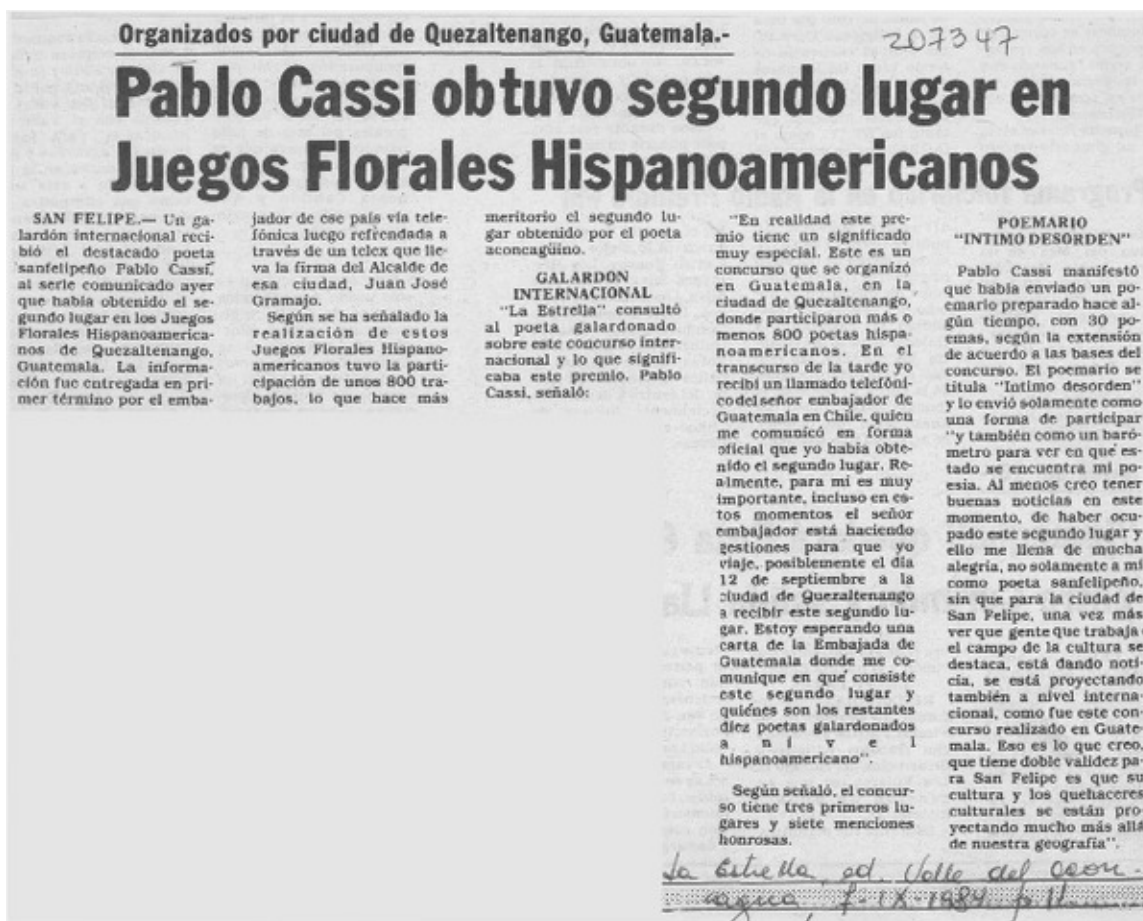 Organizados por ciudad de Quezaltenango, Guatemala.-
207347
Pablo Cassi obtuvo segundo lugar en
Juegos Florales Hispanoamericanos
SAN FELIPE.— Un ga-
lardón internacional reci-
bió el destacado poeta
sanfelipeño Pablo Cassi,
al serle comunicado ayer
que había obtenido el se-
gundo lugar en los Juegos
Florales Hispanoamerica-
nos de Quezaltenango,
Guatemala. La informa-
ción fue entregada en pri-
mer término por el emba-
jador de ese país vía tele-
fónica luego refrendada a
través de un telex que lle-
va la firma del Alcalde de
esa ciudad, Juan José
Gramajo.
Según se ha señalado la
realización de estos
Juegos Florales Hispano-
americanos tuvo la parti-
cipación de unos 800 tra-
bajos, lo que hace más
meritorio el segundo lu-
gar obtenido por el poeta
aconcagüino.
GALARDON
INTERNACIONAL
"La Estrella" consultó
al poeta galardonado
sobre este concurso inter-
nacional y lo que signifi-
caba este premio. Pablo
Cassi, señaló:
"En realidad este pre-
mio tiene un significado
muy especial. Este es un
concurso que se organizó
en Guatemala, en la
ciudad de Quezaltenango,
donde participaron más o
menos 800 poetas hispa-
noamericanos. En el
transcurso de la tarde yo
recibí un llamado telefóni-
co del señor embajador de
Guatemala en Chile, quien
me comunicó en forma
oficial que yo había obte-
nido el segundo lugar. Re-
almente, para mí es muy
importante, incluso en es-
tos momentos el señor
embajador está haciendo
gestiones para que yo
viaje, posiblemente el día
12 de septiembre a la
ciudad de Quezaltenango
a recibir este segundo lu-
gar. Estoy esperando una
carta de la Embajada de
Guatemala donde me co-
munique en qué consiste
este segundo lugar y
quiénes son los restantes
diez poetas galardonados
a nivel
hispanoamericano".
Según señaló, el concur-
so tiene tres primeros lu-
gares y siete menciones
honrosas.
POEMARIO
"INTIMO DESORDEN"
Pablo Cassi manifestó
que había enviado un po-
emario preparado hace al-
gún tiempo, con 30 po-
emas, según la extensión
de acuerdo a las bases del
concurso. El poemario se
titula "Intimo desorden"
y lo envió solamente como
una forma de participar
"y también como un baró-
metro para ver en qué es-
tado se encuentra mi po-
esía. Al menos creo tener
buenas noticias en este
momento, de haber ocu-
pado este segundo lugar y
ello me llena de mucha
alegría, no solamente a mí
como poeta sanfelipeño,
sin que para la ciudad de
San Felipe, una vez más
ver que gente que trabaja
el campo de la cultura se
destaca, está dando noti-
cia, se está proyectando
también a nivel interna-
cional, como fue este con-
curso realizado en Guate-
mala. Eso es lo que creo,
que tiene doble validez pa-
ra San Felipe es que su
cultura y los quehaceres
culturales se están pro-
yectando mucho más allá
de nuestra geografía".
La Estrella, ed. Valle del Acon-
cagua, 7-IX-1984 p.